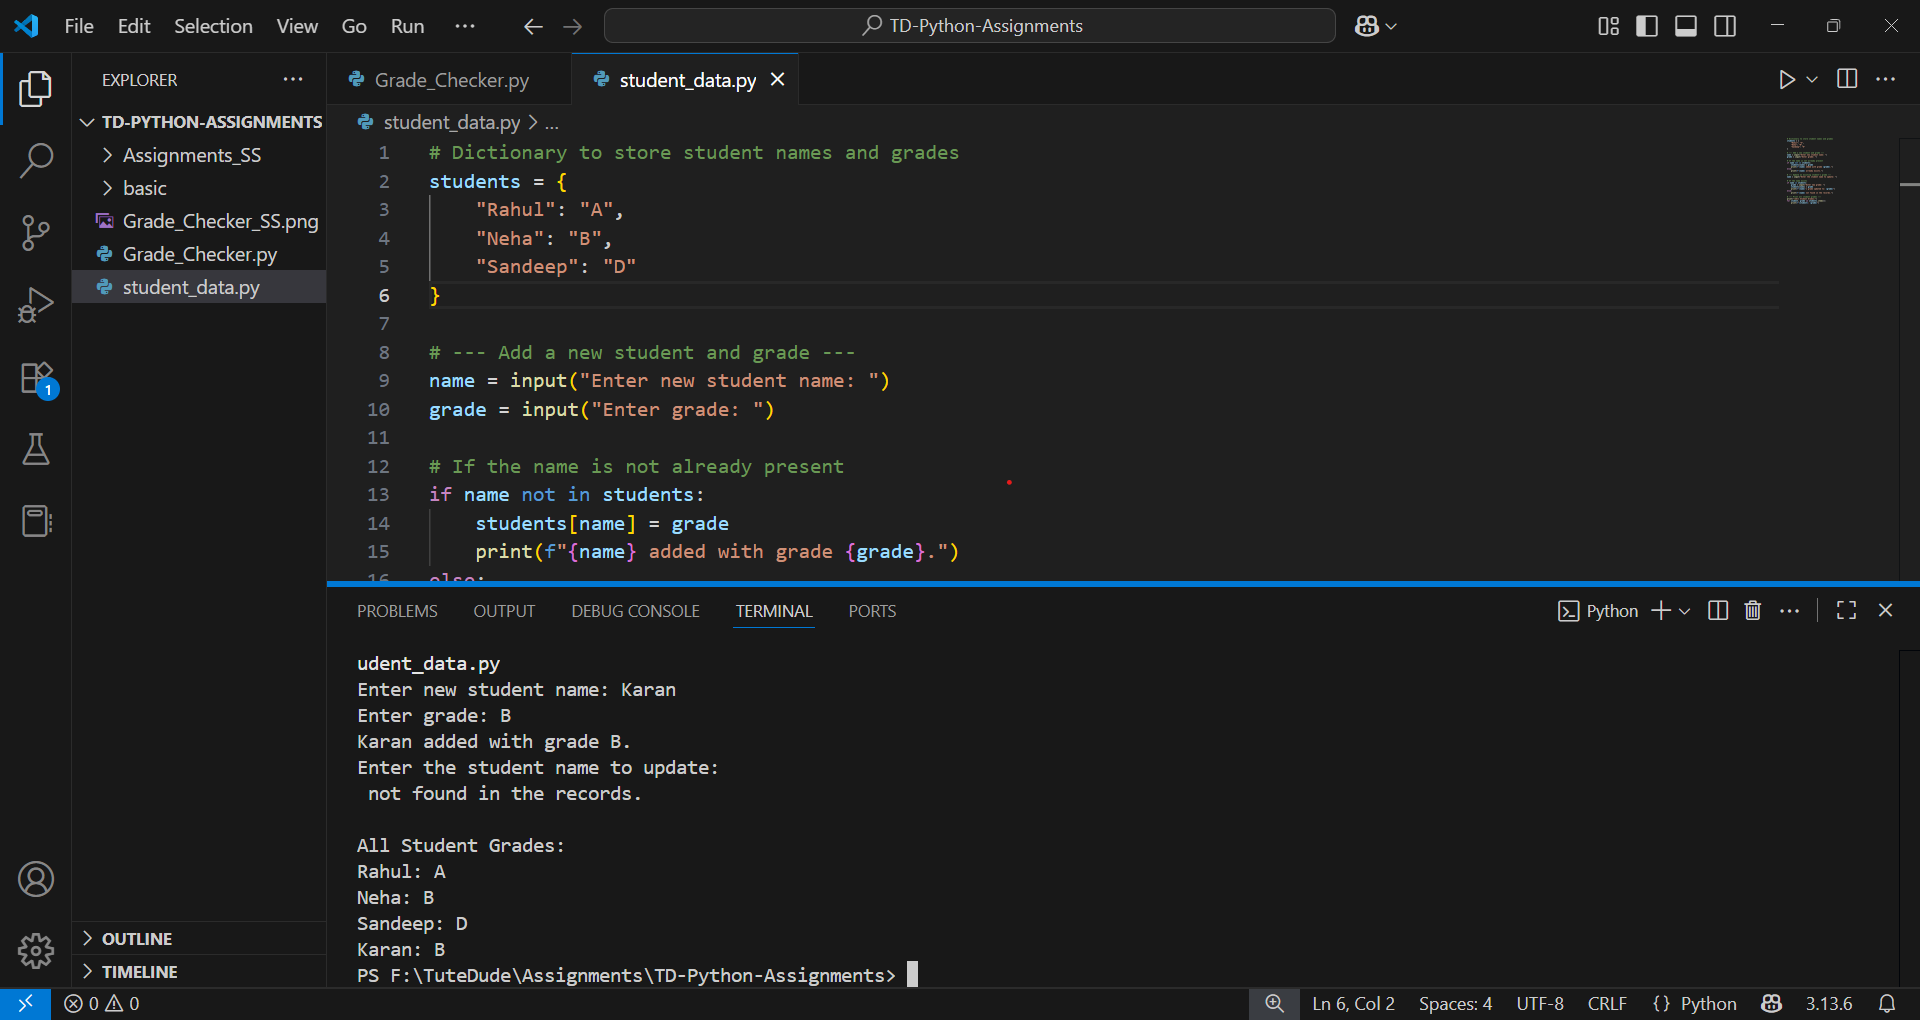 File Edit Selection View Go Run ··· TD-Python-Assignments
EXPLORER ···
TD-PYTHON-ASSIGNMENTS
Assignments_SS
basic
Grade_Checker_SS.png
Grade_Checker.py
student_data.py
OUTLINE
TIMELINE
1
Grade_Checker.py student_data.py
student_data.py > ...
1 # Dictionary to store student names and grades
2 students = {
3 "Rahul": "A",
4 "Neha": "B",
5 "Sandeep": "D"
6 }
7
8 # --- Add a new student and grade ---
9 name = input("Enter new student name: ")
10 grade = input("Enter grade: ")
11
12 # If the name is not already present
13 if name not in students:
14 students[name] = grade
15 print(f"{name} added with grade {grade}.")
16 else:
PROBLEMS OUTPUT DEBUG CONSOLE TERMINAL PORTS Python
udent_data.py
Enter new student name: Karan
Enter grade: B
Karan added with grade B.
Enter the student name to update:
not found in the records.
All Student Grades:
Rahul: A
Neha: B
Sandeep: D
Karan: B
PS F:\TuteDude\Assignments\TD-Python-Assignments>
0 0 Ln 6, Col 2 Spaces: 4 UTF-8 CRLF {} Python 3.13.6